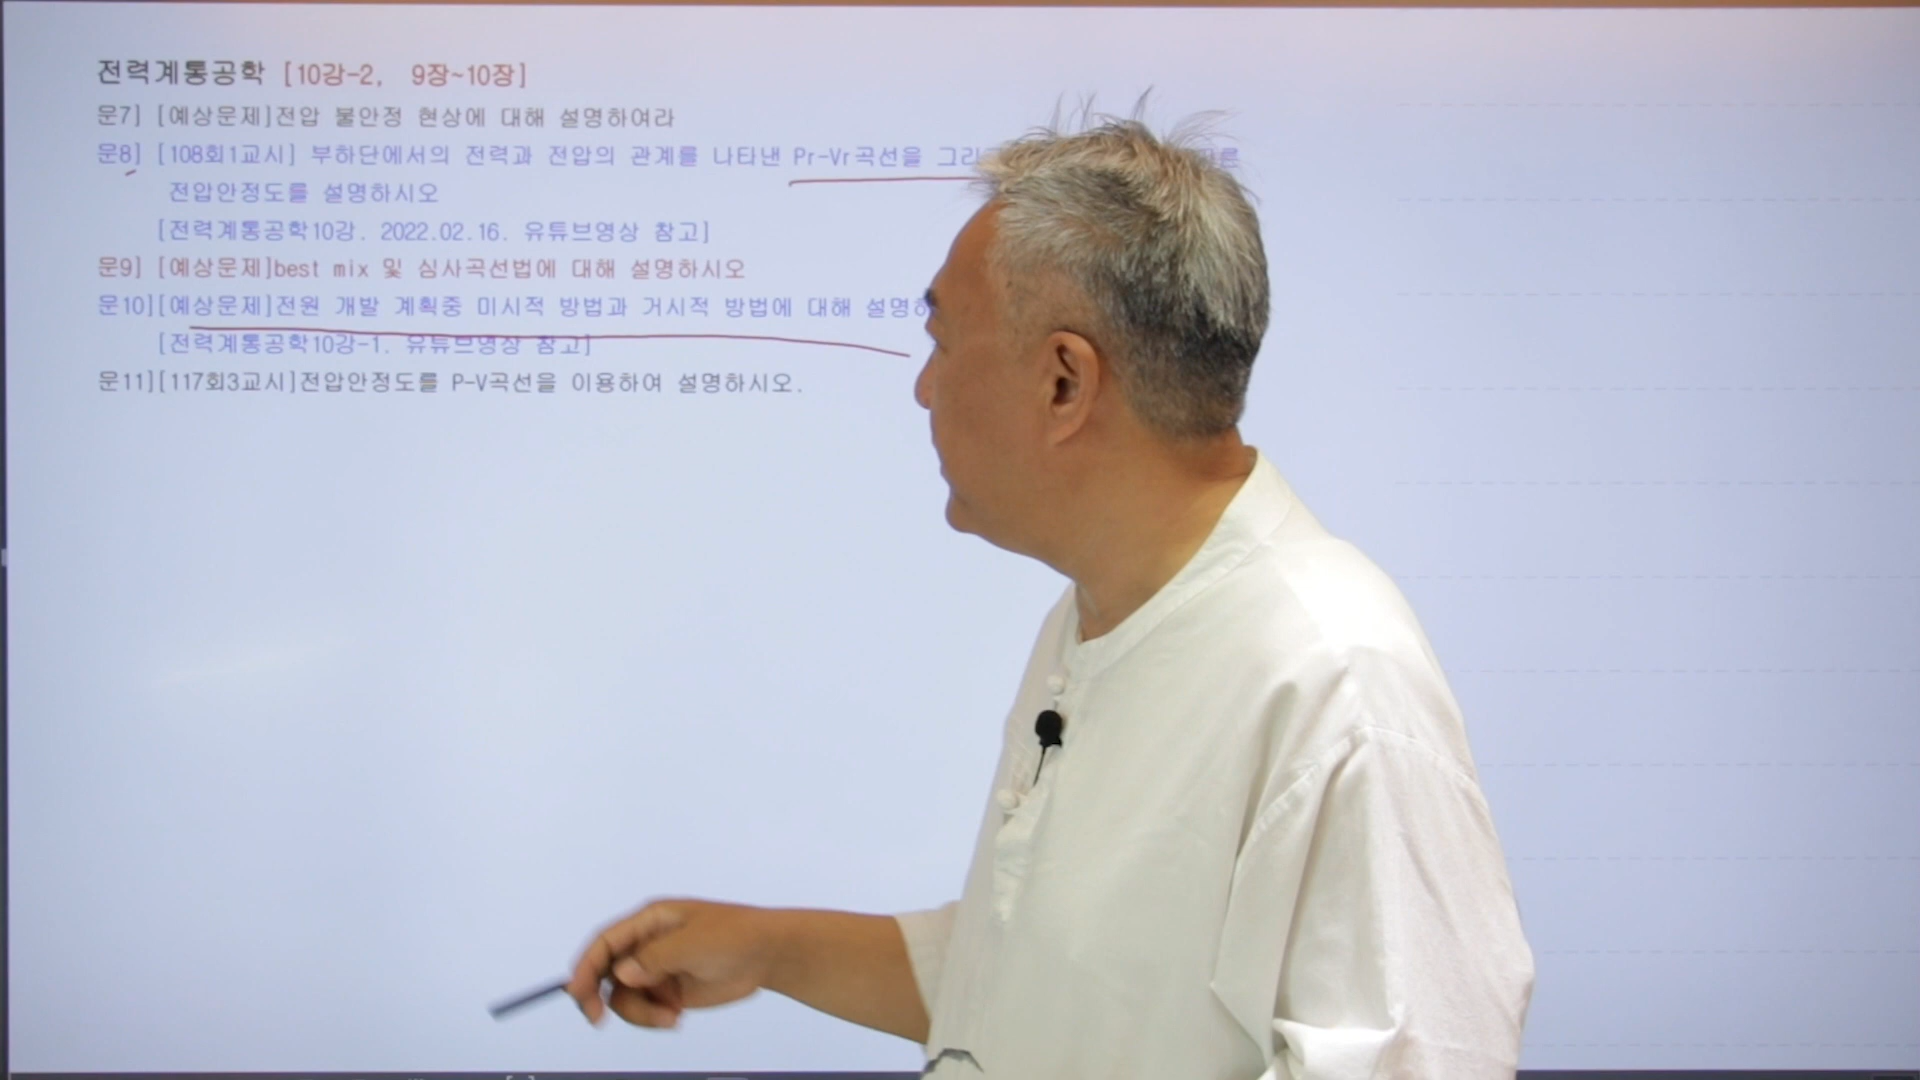 전력계통공학 [10강-2, 9장~10장]
문7] [예상문제]전압 불안정 현상에 대해 설명하여라
문8] [108회1교시] 부하단에서의 전력과 전압의 관계를 나타낸 Pr-Vr곡선을 그리
전압안정도를 설명하시오
[전력계통공학10강. 2022.02.16. 유튜브영상 참고]
문9] [예상문제]best mix 및 심사곡선법에 대해 설명하시오
문10][예상문제]전원 개발 계획중 미시적 방법과 거시적 방법에 대해 설명하
[전력계통공학10강-1. 유튜브영상 참고]
문11][117회3교시]전압안정도를 P-V곡선을 이용하여 설명하시오.